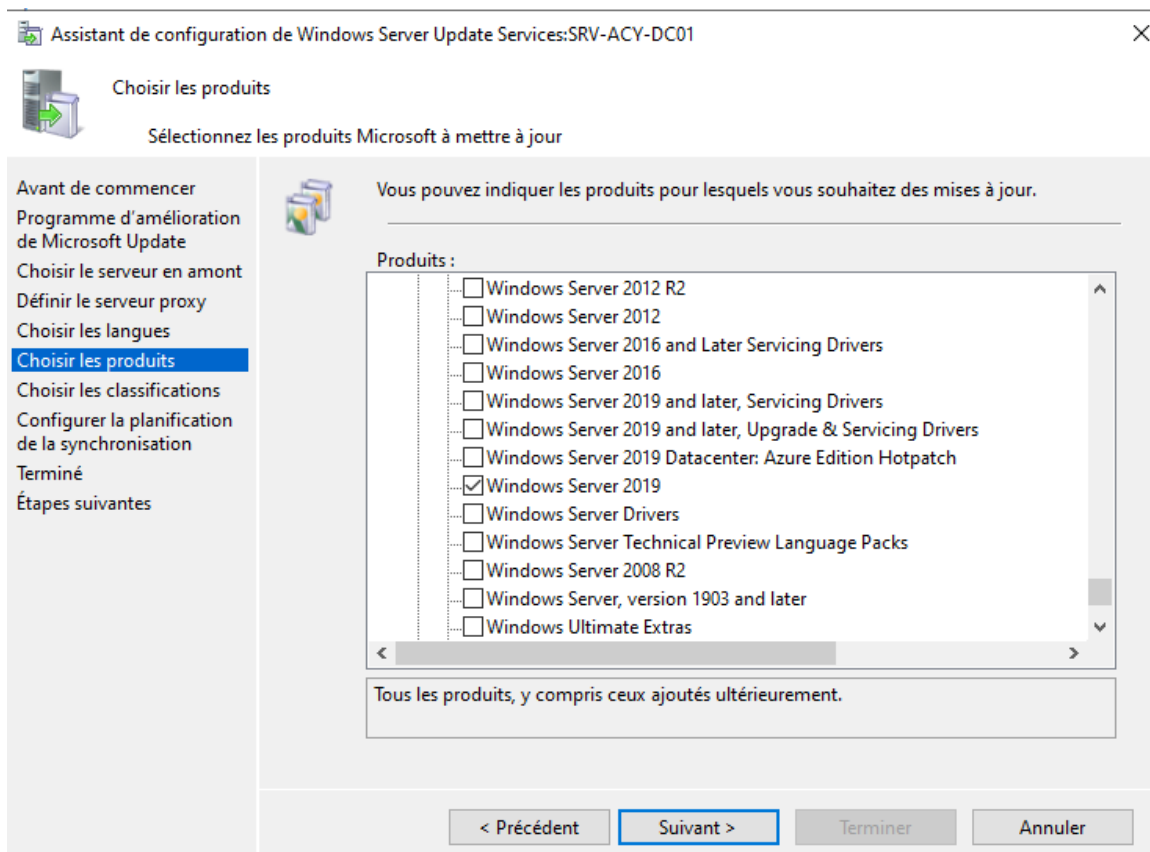 Assistant de configuration de Windows Server Update Services:SRV-ACY-DC01
Choisir les produits
Sélectionnez les produits Microsoft à mettre à jour
Avant de commencer
Programme d'amélioration
de Microsoft Update
Choisir le serveur en amont
Définir le serveur proxy
Choisir les langues
Choisir les produits
Choisir les classifications
Configurer la planification
de la synchronisation
Terminé
Étapes suivantes
Vous pouvez indiquer les produits pour lesquels vous souhaitez des mises à jour.
Produits :
Windows Server 2012 R2
Windows Server 2012
Windows Server 2016 and Later Servicing Drivers
Windows Server 2016
Windows Server 2019 and later, Servicing Drivers
Windows Server 2019 and later, Upgrade & Servicing Drivers
Windows Server 2019 Datacenter: Azure Edition Hotpatch
Windows Server 2019
Windows Server Drivers
Windows Server Technical Preview Language Packs
Windows Server 2008 R2
Windows Server, version 1903 and later
Windows Ultimate Extras
Tous les produits, y compris ceux ajoutés ultérieurement.
< Précédent
Suivant >
Terminer
Annuler